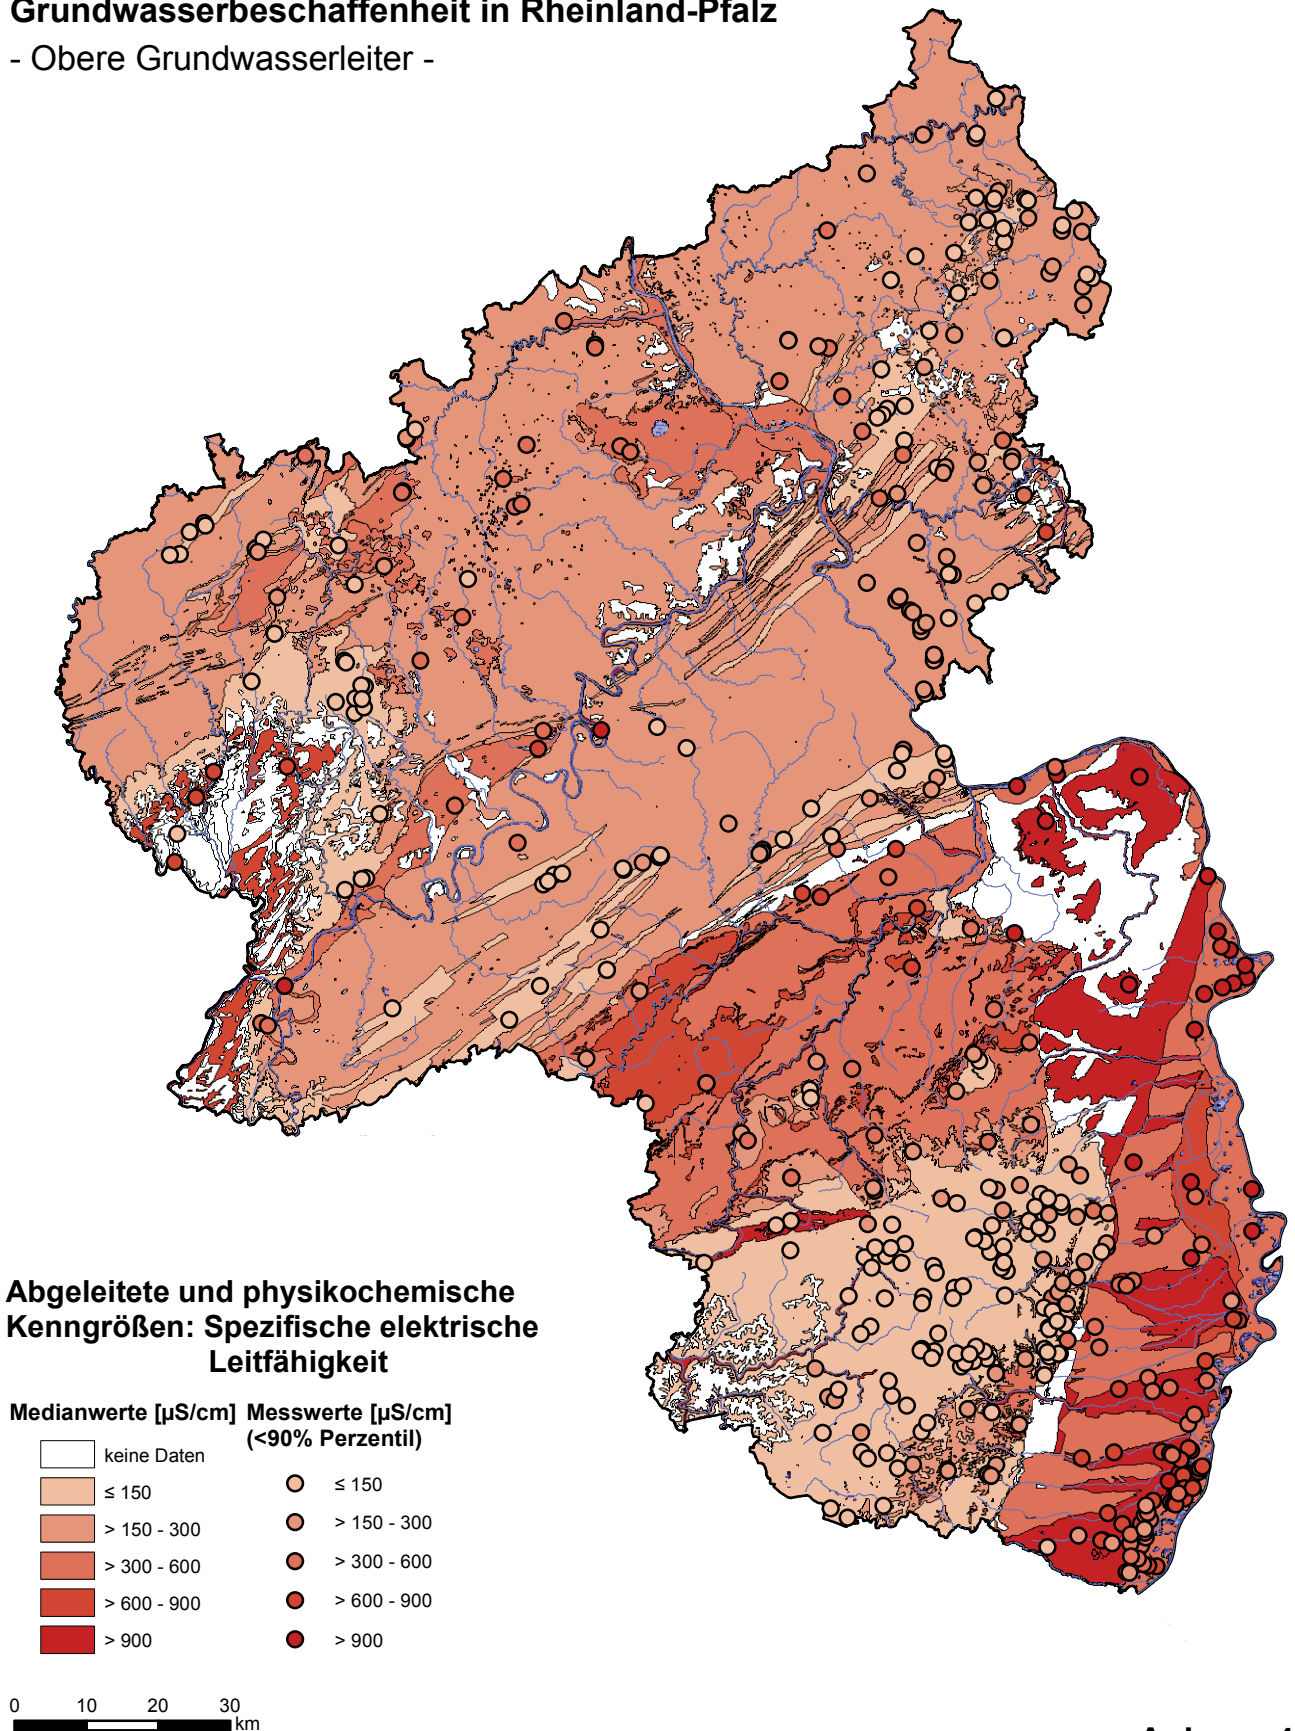 Grundwasserbeschaffenheit in Rheinland-Pfalz
- Obere Grundwasserleiter -
Abgeleitete und physikochemische
Kenngrößen: Spezifische elektrische
Leitfähigkeit
Medianwerte [µS/cm] Messwerte [µS/cm]
(<90% Perzentil)
keine Daten
≤ 150 ≤ 150
> 150 - 300 > 150 - 300
> 300 - 600 > 300 - 600
> 600 - 900 > 600 - 900
> 900 > 900
0 10 20 30
km